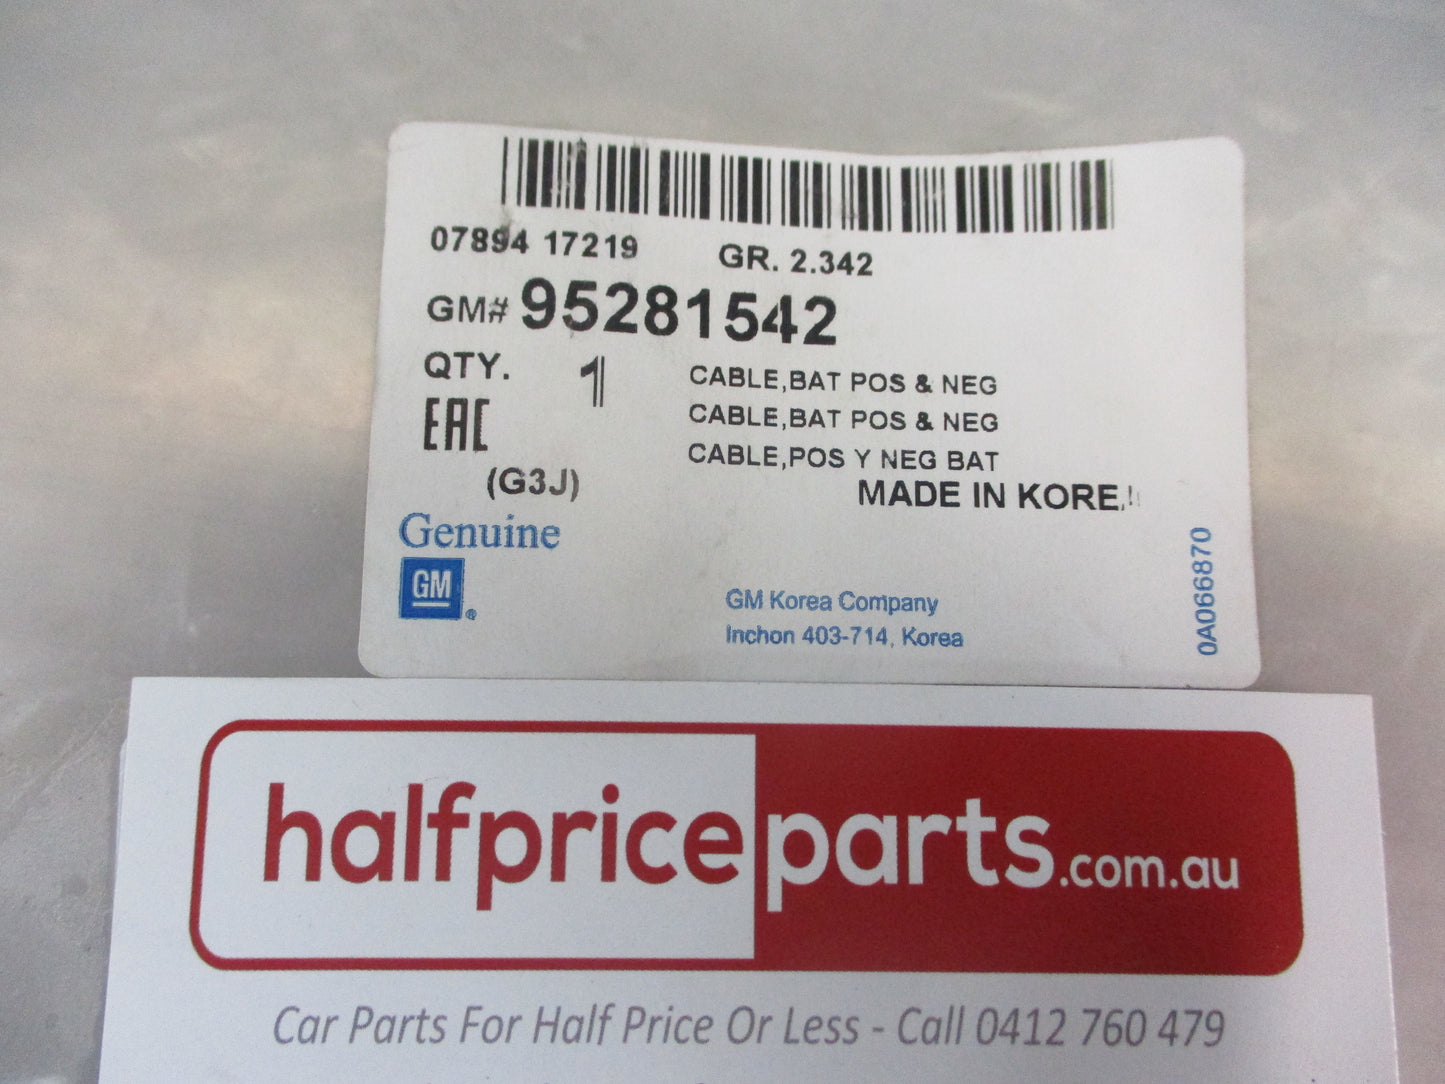 07894 17219 GR. 2.342
GM# 95281542
QTY. 1 CABLE,BAT POS & NEG
EAC CABLE,BAT POS & NEG
CABLE,POS Y NEG BAT
(G3J) MADE IN KOREA
Genuine
GM ®
GM Korea Company
Inchon 403-714, Korea
0A066870
halfpriceparts.com.au
Car Parts For Half Price Or Less - Call 0412 760 479